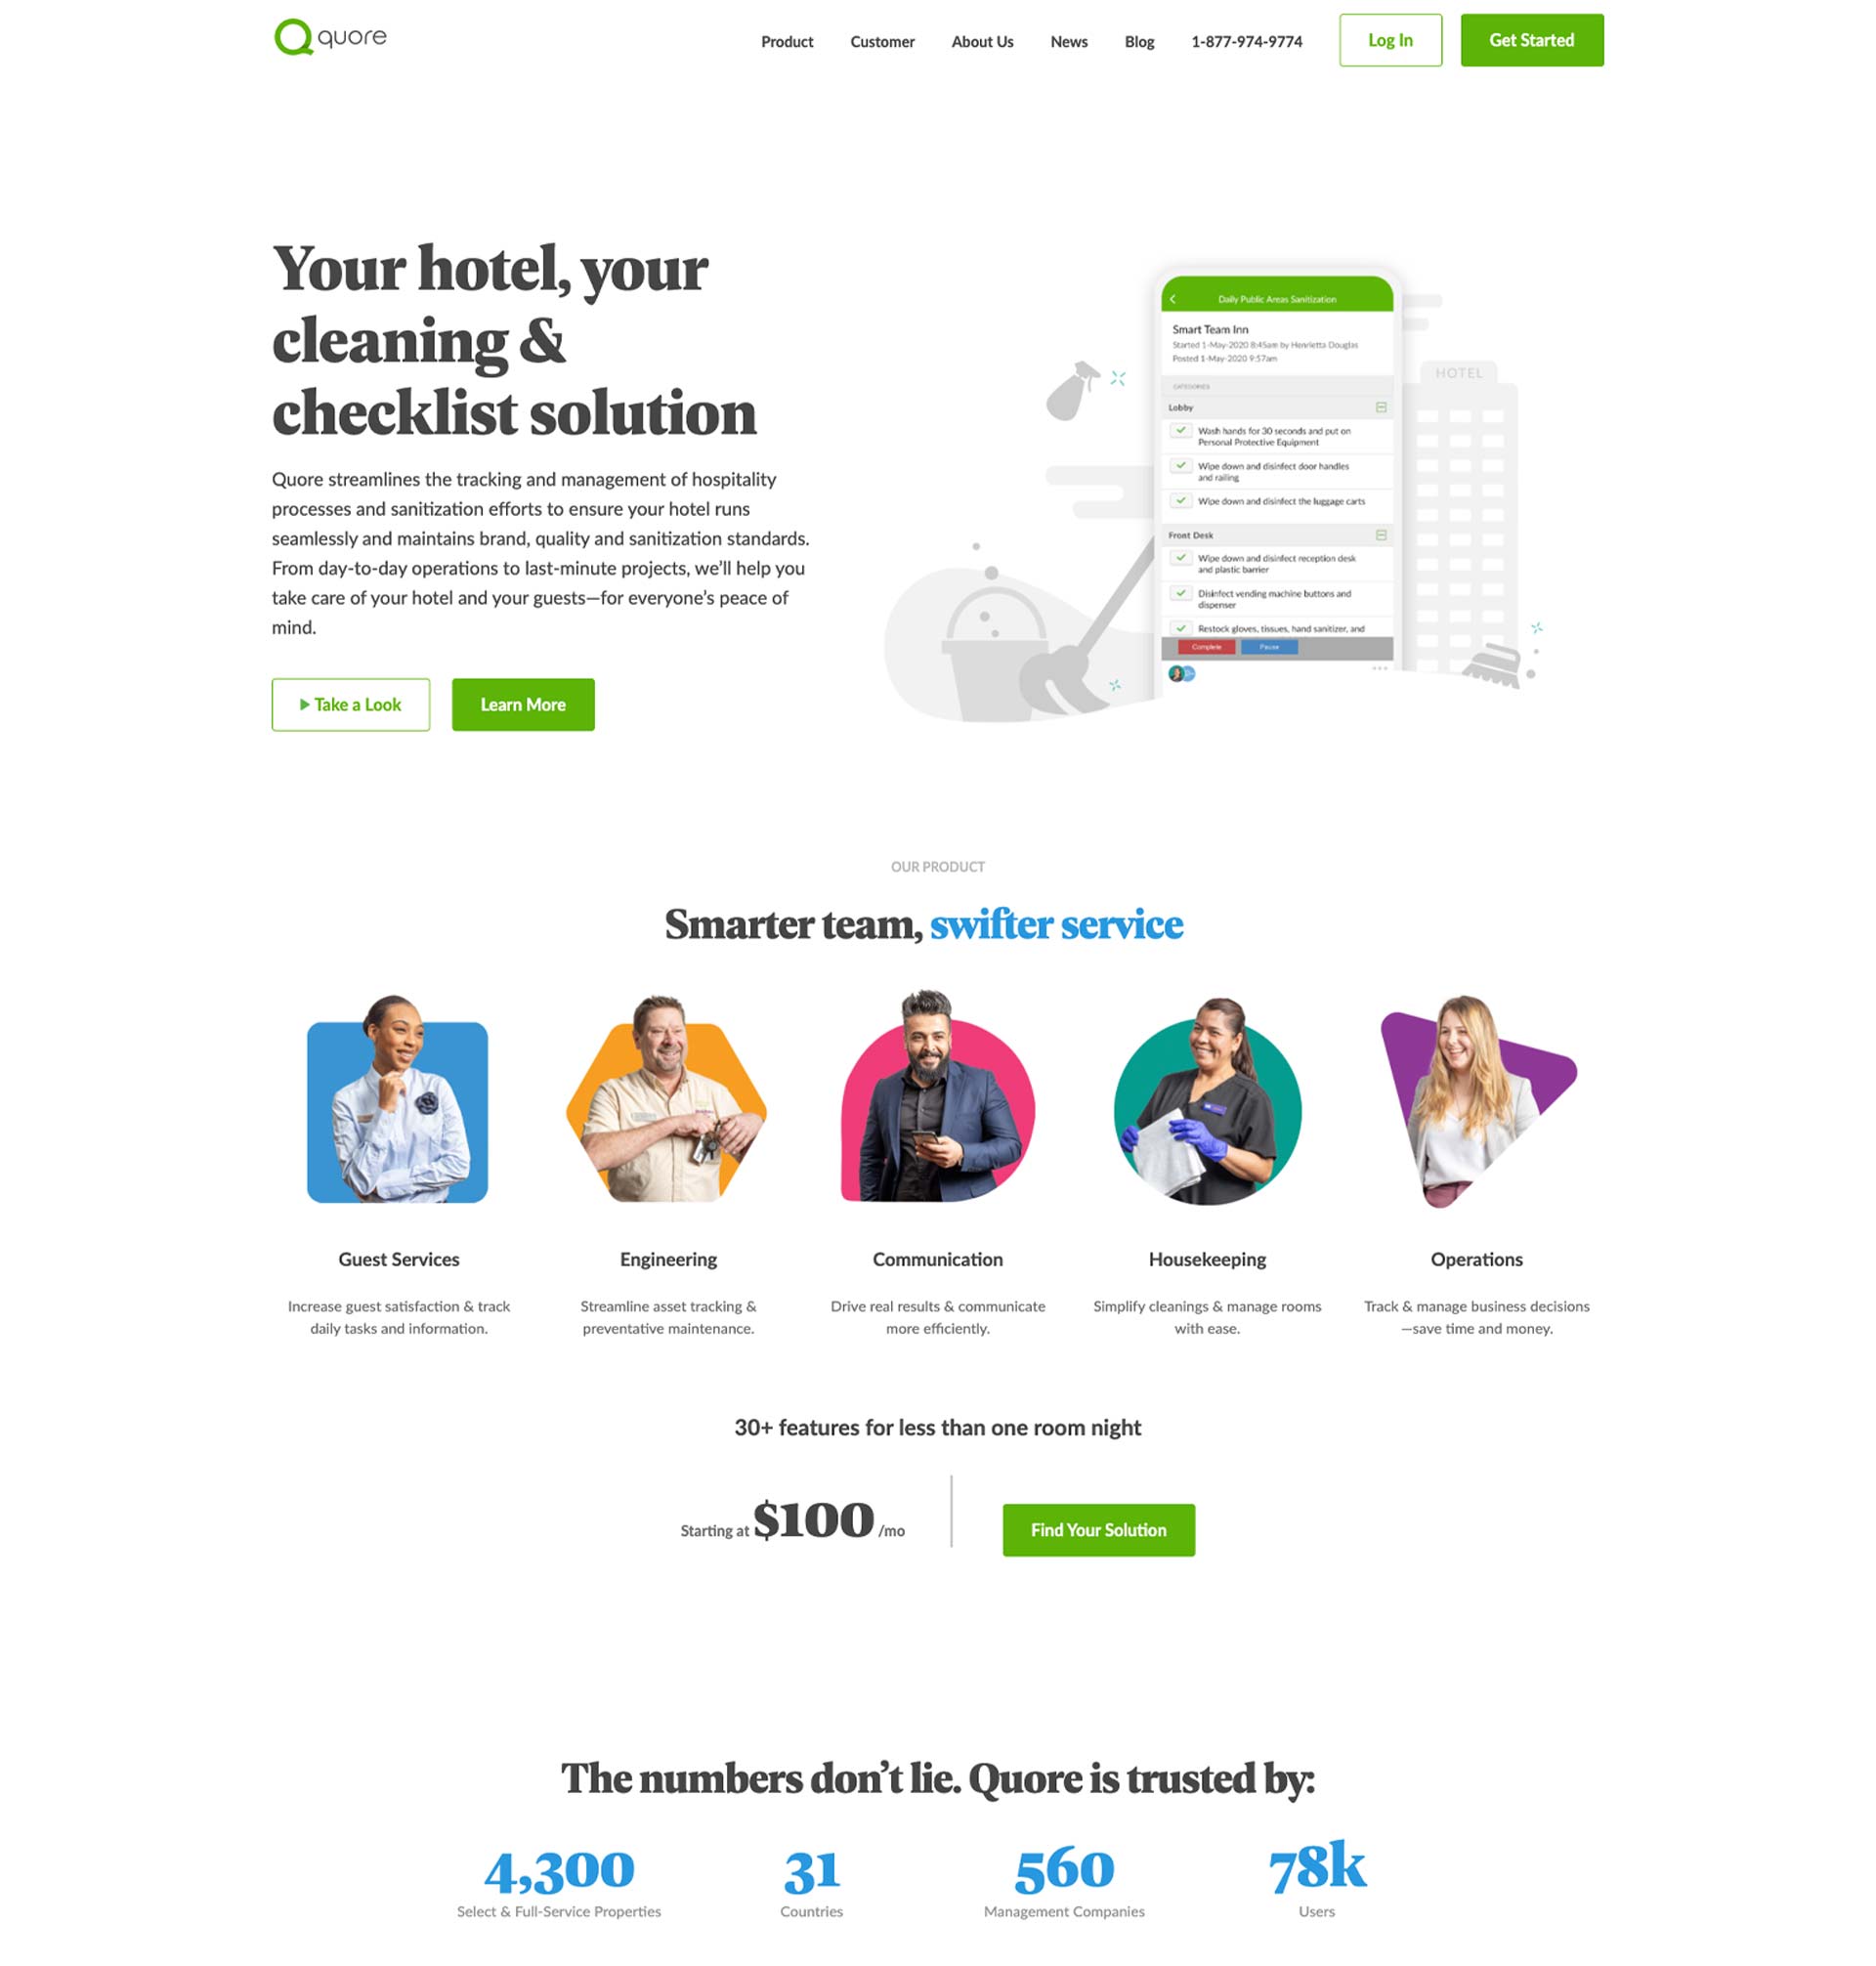 quore
Product Customer About Us News Blog 1-877-974-9774 Log In Get Started
Your hotel, your
cleaning &
checklist solution
Quore streamlines the tracking and management of hospitality
processes and sanitization efforts to ensure your hotel runs
seamlessly and maintains brand, quality and sanitization standards.
From day-to-day operations to last-minute projects, we'll help you
take care of your hotel and your guests—for everyone's peace of
mind.
Take a Look Learn More
Daily Public Areas Sanitization
Smart Team Inn
Started 1-May-2020 8:45am by Henrietta Douglas
Posted 1-May-2020 9:57am
CATEGORIES
Lobby
Wash hands for 30 seconds and put on
Personal Protective Equipment
Wipe down and disinfect door handles
and railing
Wipe down and disinfect the luggage carts
Front Desk
Wipe down and disinfect reception desk
and plastic barrier
Disinfect vending machine buttons and
dispenser
Restock gloves, tissues, hand sanitizer, and
Complete Pause
HOTEL
OUR PRODUCT
Smarter team, swifter service
Guest Services
Increase guest satisfaction & track
daily tasks and information.
Engineering
Streamline asset tracking &
preventative maintenance.
Communication
Drive real results & communicate
more efficiently.
Housekeeping
Simplify cleanings & manage rooms
with ease.
Operations
Track & manage business decisions
—save time and money.
30+ features for less than one room night
Starting at $100 /mo
Find Your Solution
The numbers don't lie. Quore is trusted by:
4,300
Select & Full-Service Properties
31
Countries
560
Management Companies
78k
Users